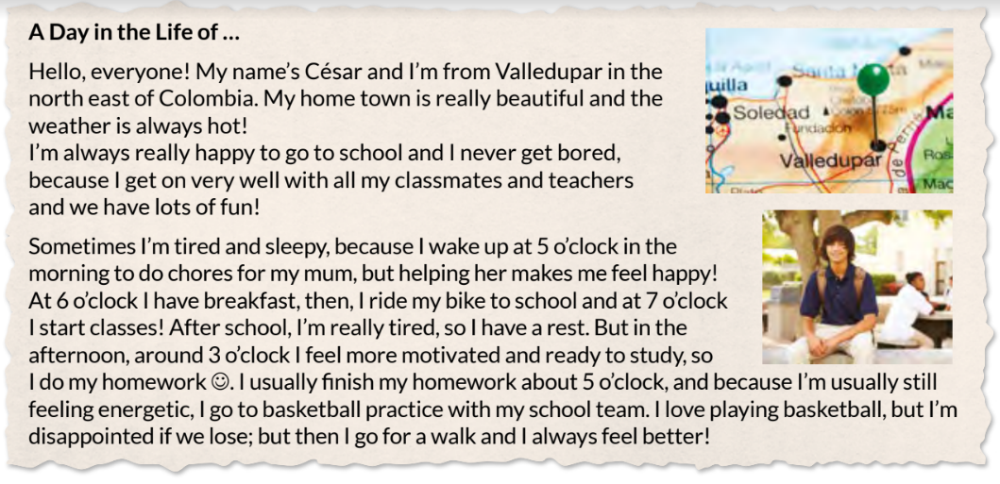 A Day in the Life of ...
Hello, everyone! My name's César and I'm from Valledupar in the
north east of Colombia. My home town is really beautiful and the
weather is always hot!
I'm always really happy to go to school and I never get bored,
because I get on very well with all my classmates and teachers
and we have lots of fun!
Sometimes I'm tired and sleepy, because I wake up at 5 o'clock in the
morning to do chores for my mum, but helping her makes me feel happy!
At 6 o'clock I have breakfast, then, I ride my bike to school and at 7 o'clock
I start classes! After school, I'm really tired, so I have a rest. But in the
afternoon, around 3 o'clock I feel more motivated and ready to study, so
I do my homework ☺. I usually finish my homework about 5 o'clock, and because I'm usually still
feeling energetic, I go to basketball practice with my school team. I love playing basketball, but I'm
disappointed if we lose; but then I go for a walk and I always feel better!
Santa
uilla
Soledad
Ma
Fundacion
Valledupar
de
Ros
Mac